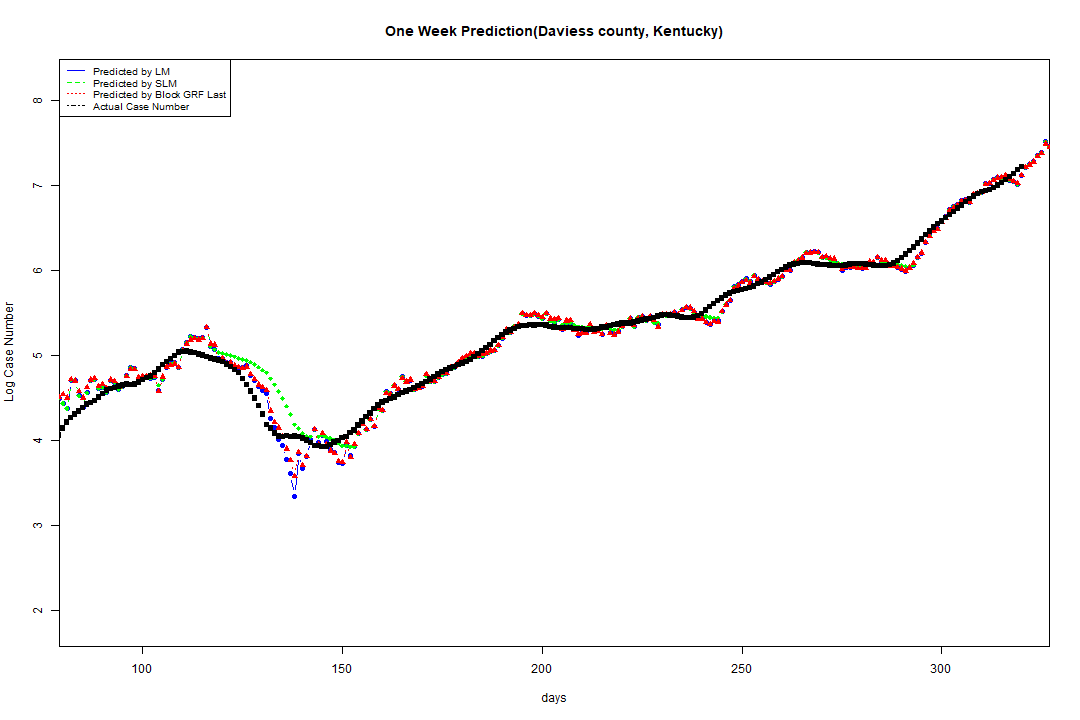 One Week Prediction(Daviess county, Kentucky)
Predicted by LM
Predicted by SLM
Predicted by Block GRF Last
Actual Case Number
8
7
6
5
4
3
2
Log Case Number
100 150 200 250 300
days